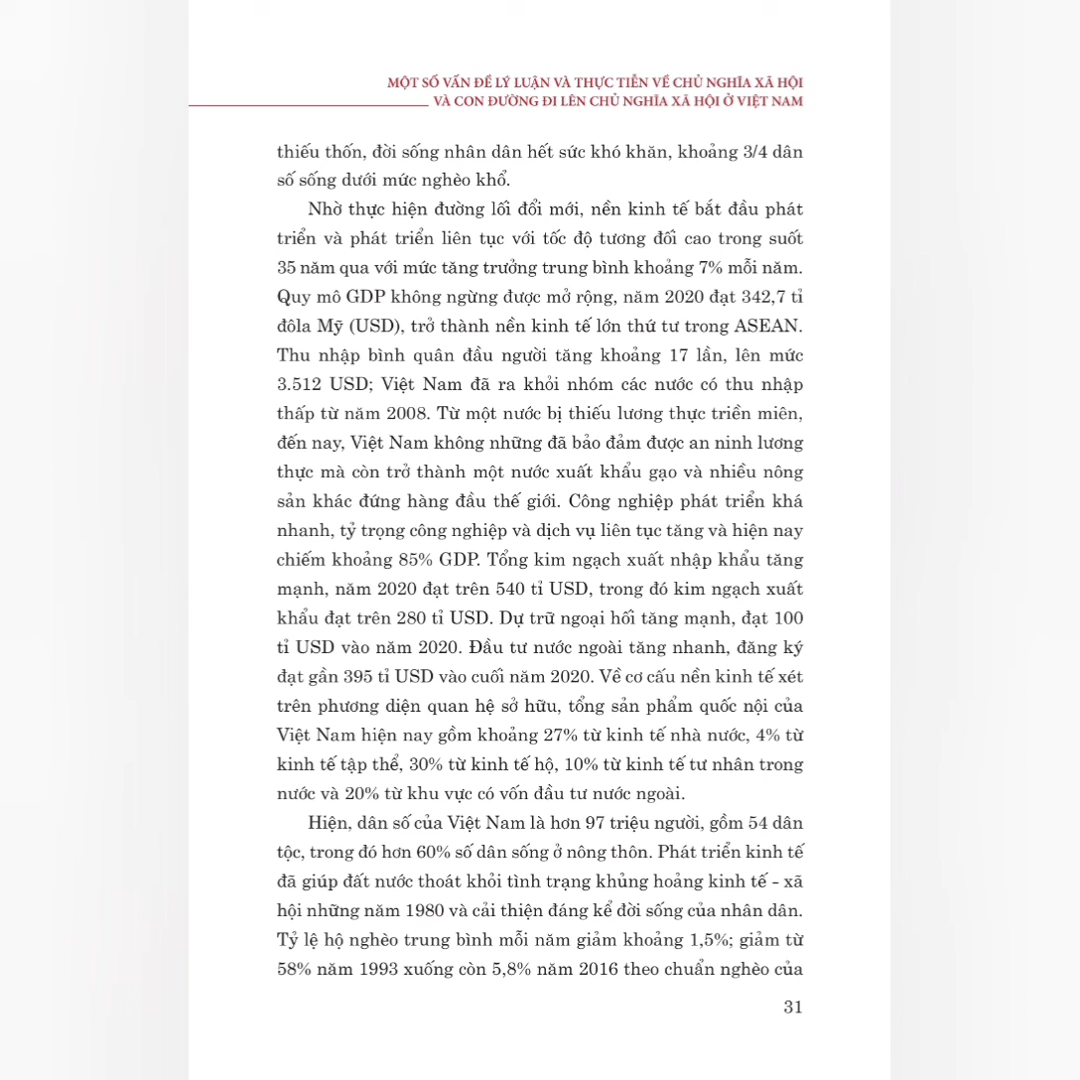 MỘT SỐ VẤN ĐỀ LÝ LUẬN VÀ THỰC TIỄN VỀ CHỦ NGHĨA XÃ HỘI
VÀ CON ĐƯỜNG ĐI LÊN CHỦ NGHĨA XÃ HỘI Ở VIỆT NAM
thiếu thốn, đời sống nhân dân hết sức khó khăn, khoảng 3/4 dân
số sống dưới mức nghèo khổ.
Nhờ thực hiện đường lối đổi mới, nền kinh tế bắt đầu phát
triển và phát triển liên tục với tốc độ tương đối cao trong suốt
35 năm qua với mức tăng trưởng trung bình khoảng 7% mỗi năm.
Quy mô GDP không ngừng được mở rộng, năm 2020 đạt 342,7 tỉ
đôla Mỹ (USD), trở thành nền kinh tế lớn thứ tư trong ASEAN.
Thu nhập bình quân đầu người tăng khoảng 17 lần, lên mức
3.512 USD; Việt Nam đã ra khỏi nhóm các nước có thu nhập
thấp từ năm 2008. Từ một nước bị thiếu lương thực triền miên,
đến nay, Việt Nam không những đã bảo đảm được an ninh lương
thực mà còn trở thành một nước xuất khẩu gạo và nhiều nông
sản khác đứng hàng đầu thế giới. Công nghiệp phát triển khá
nhanh, tỷ trọng công nghiệp và dịch vụ liên tục tăng và hiện nay
chiếm khoảng 85% GDP. Tổng kim ngạch xuất nhập khẩu tăng
mạnh, năm 2020 đạt trên 540 tỉ USD, trong đó kim ngạch xuất
khẩu đạt trên 280 tỉ USD. Dự trữ ngoại hối tăng mạnh, đạt 100
tỉ USD vào năm 2020. Đầu tư nước ngoài tăng nhanh, đăng ký
đạt gần 395 tỉ USD vào cuối năm 2020. Về cơ cấu nền kinh tế xét
trên phương diện quan hệ sở hữu, tổng sản phẩm quốc nội của
Việt Nam hiện nay gồm khoảng 27% từ kinh tế nhà nước, 4% từ
kinh tế tập thể, 30% từ kinh tế hộ, 10% từ kinh tế tư nhân trong
nước và 20% từ khu vực có vốn đầu tư nước ngoài.
Hiện, dân số của Việt Nam là hơn 97 triệu người, gồm 54 dân
tộc, trong đó hơn 60% số dân sống ở nông thôn. Phát triển kinh tế
đã giúp đất nước thoát khỏi tình trạng khủng hoảng kinh tế - xã
hội những năm 1980 và cải thiện đáng kể đời sống của nhân dân.
Tỷ lệ hộ nghèo trung bình mỗi năm giảm khoảng 1,5%; giảm từ
58% năm 1993 xuống còn 5,8% năm 2016 theo chuẩn nghèo của
31